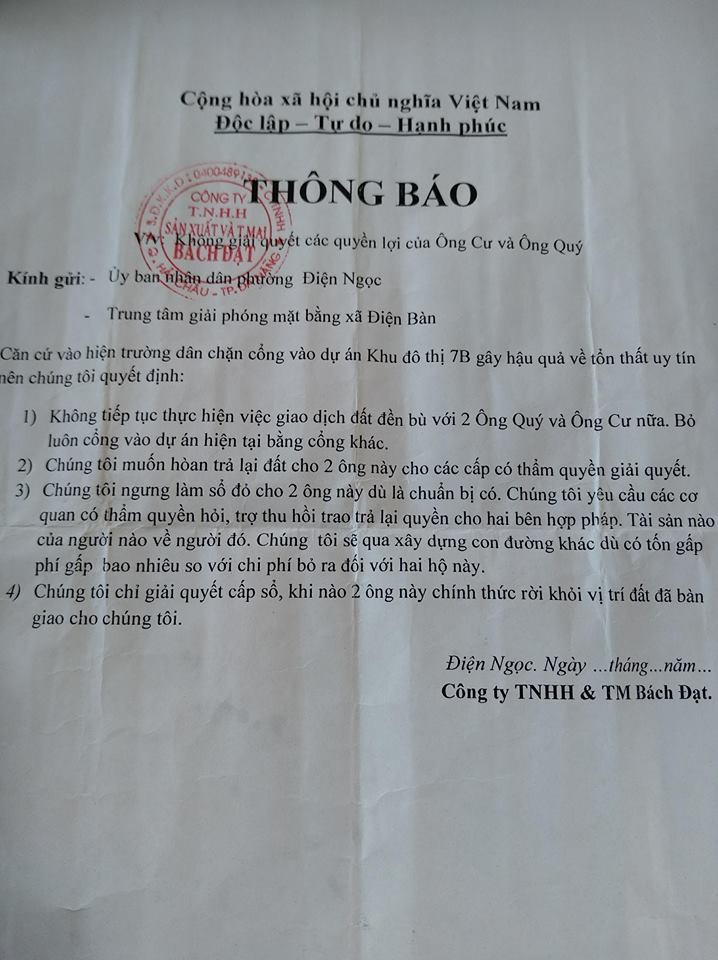 Cộng hòa xã hội chủ nghĩa Việt Nam
Độc lập – Tự do – Hạnh phúc
THÔNG BÁO
CÔNG TY
T.N.H.H
SẢN XUẤT VÀ T.MẠI
BÁCH ĐẠT
V/v: Không giải quyết các quyền lợi của Ông Cư và Ông Quý
Kính gửi: - Ủy ban nhân dân phường Điện Ngọc
- Trung tâm giải phóng mặt bằng xã Điện Bàn
Căn cứ vào hiện trường dân chặn cổng vào dự án Khu đô thị 7B gây hậu quả về tổn thất uy tín
nên chúng tôi quyết định:
1) Không tiếp tục thực hiện việc giao dịch đất đền bù với 2 Ông Quý và Ông Cư nữa. Bỏ
luôn cổng vào dự án hiện tại bằng cổng khác.
2) Chúng tôi muốn hòan trả lại đất cho 2 ông này cho các cấp có thẩm quyền giải quyết.
3) Chúng tôi ngưng làm sổ đỏ cho 2 ông này dù là chuẩn bị có. Chúng tôi yêu cầu các cơ
quan có thẩm quyền hỏi, trợ thu hồi trao trả lại quyền cho hai bên hợp pháp. Tài sản nào
của người nào về người đó. Chúng tôi sẽ qua xây dựng con đường khác dù có tốn gấp
phí gấp bao nhiêu so với chi phí bỏ ra đối với hai hộ này.
4) Chúng tôi chỉ giải quyết cấp sổ, khi nào 2 ông này chính thức rời khỏi vị trí đất đã bàn
giao cho chúng tôi.
Điện Ngọc. Ngày ...tháng...năm...
Công ty TNHH & TM Bách Đạt.